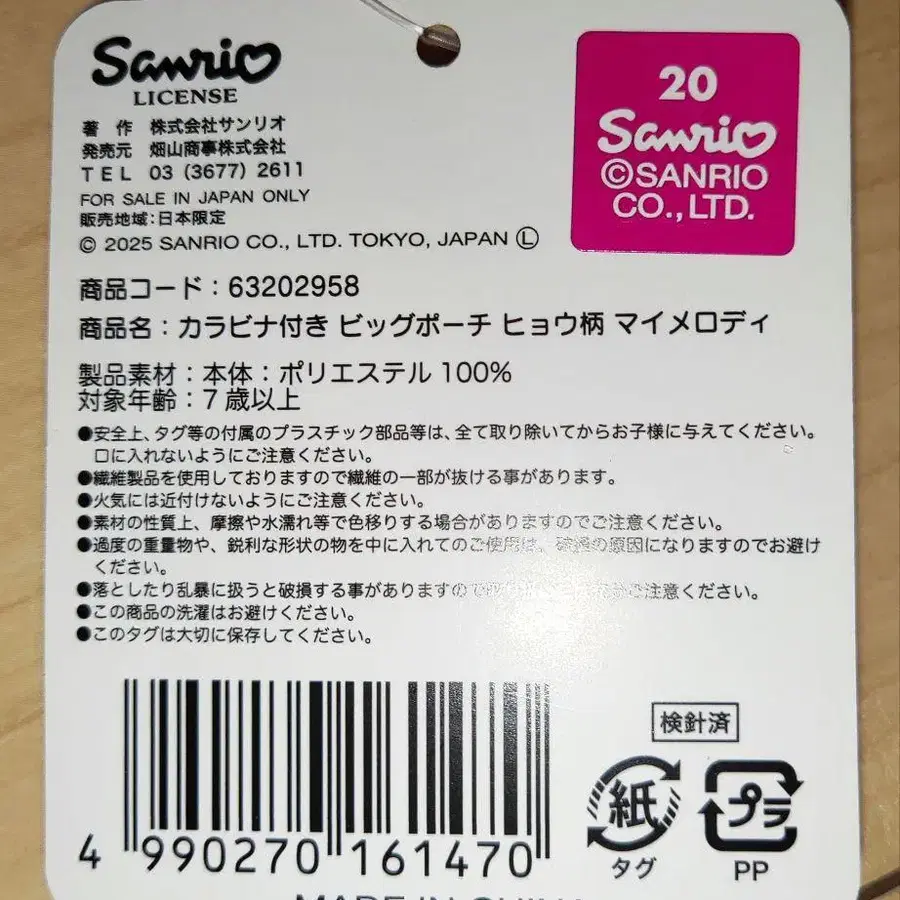 Sanrio
LICENSE
著 作 株式会社サンリオ
発売元 畑山商事株式会社
TEL 03(3677)2611
FOR SALE IN JAPAN ONLY
販売地域:日本限定
© 2025 SANRIO CO., LTD. TOKYO, JAPAN Ⓛ
20
Sanrio
©SANRIO
CO.,LTD.
商品コード:63202958
商品名:カラビナ付き ビッグポーチ ヒョウ柄 マイメロディ
製品素材:本体:ポリエステル 100%
対象年齢:7歳以上
●安全上、タグ等の付属のプラスチック部品等は、全て取り除いてからお子様に与えてください。
口に入れないようにご注意ください。
●繊維製品を使用しておりますので繊維の一部が抜ける事があります。
●火気には近付けないようにご注意ください。
●素材の性質上、摩擦や水濡れ等で色移りする場合がありますのでご注意ください。
●過度の重量物や、鋭利な形状の物を中に入れてのご使用は、破損の原因になりますのでお避け
ください。
●落としたり乱暴に扱うと破損する事がありますので ください。
●この商品の洗濯はお避けください。
●このタグは大切に保存してください。
検針済
紙
タグ
プラ
PP
4 990270 161470